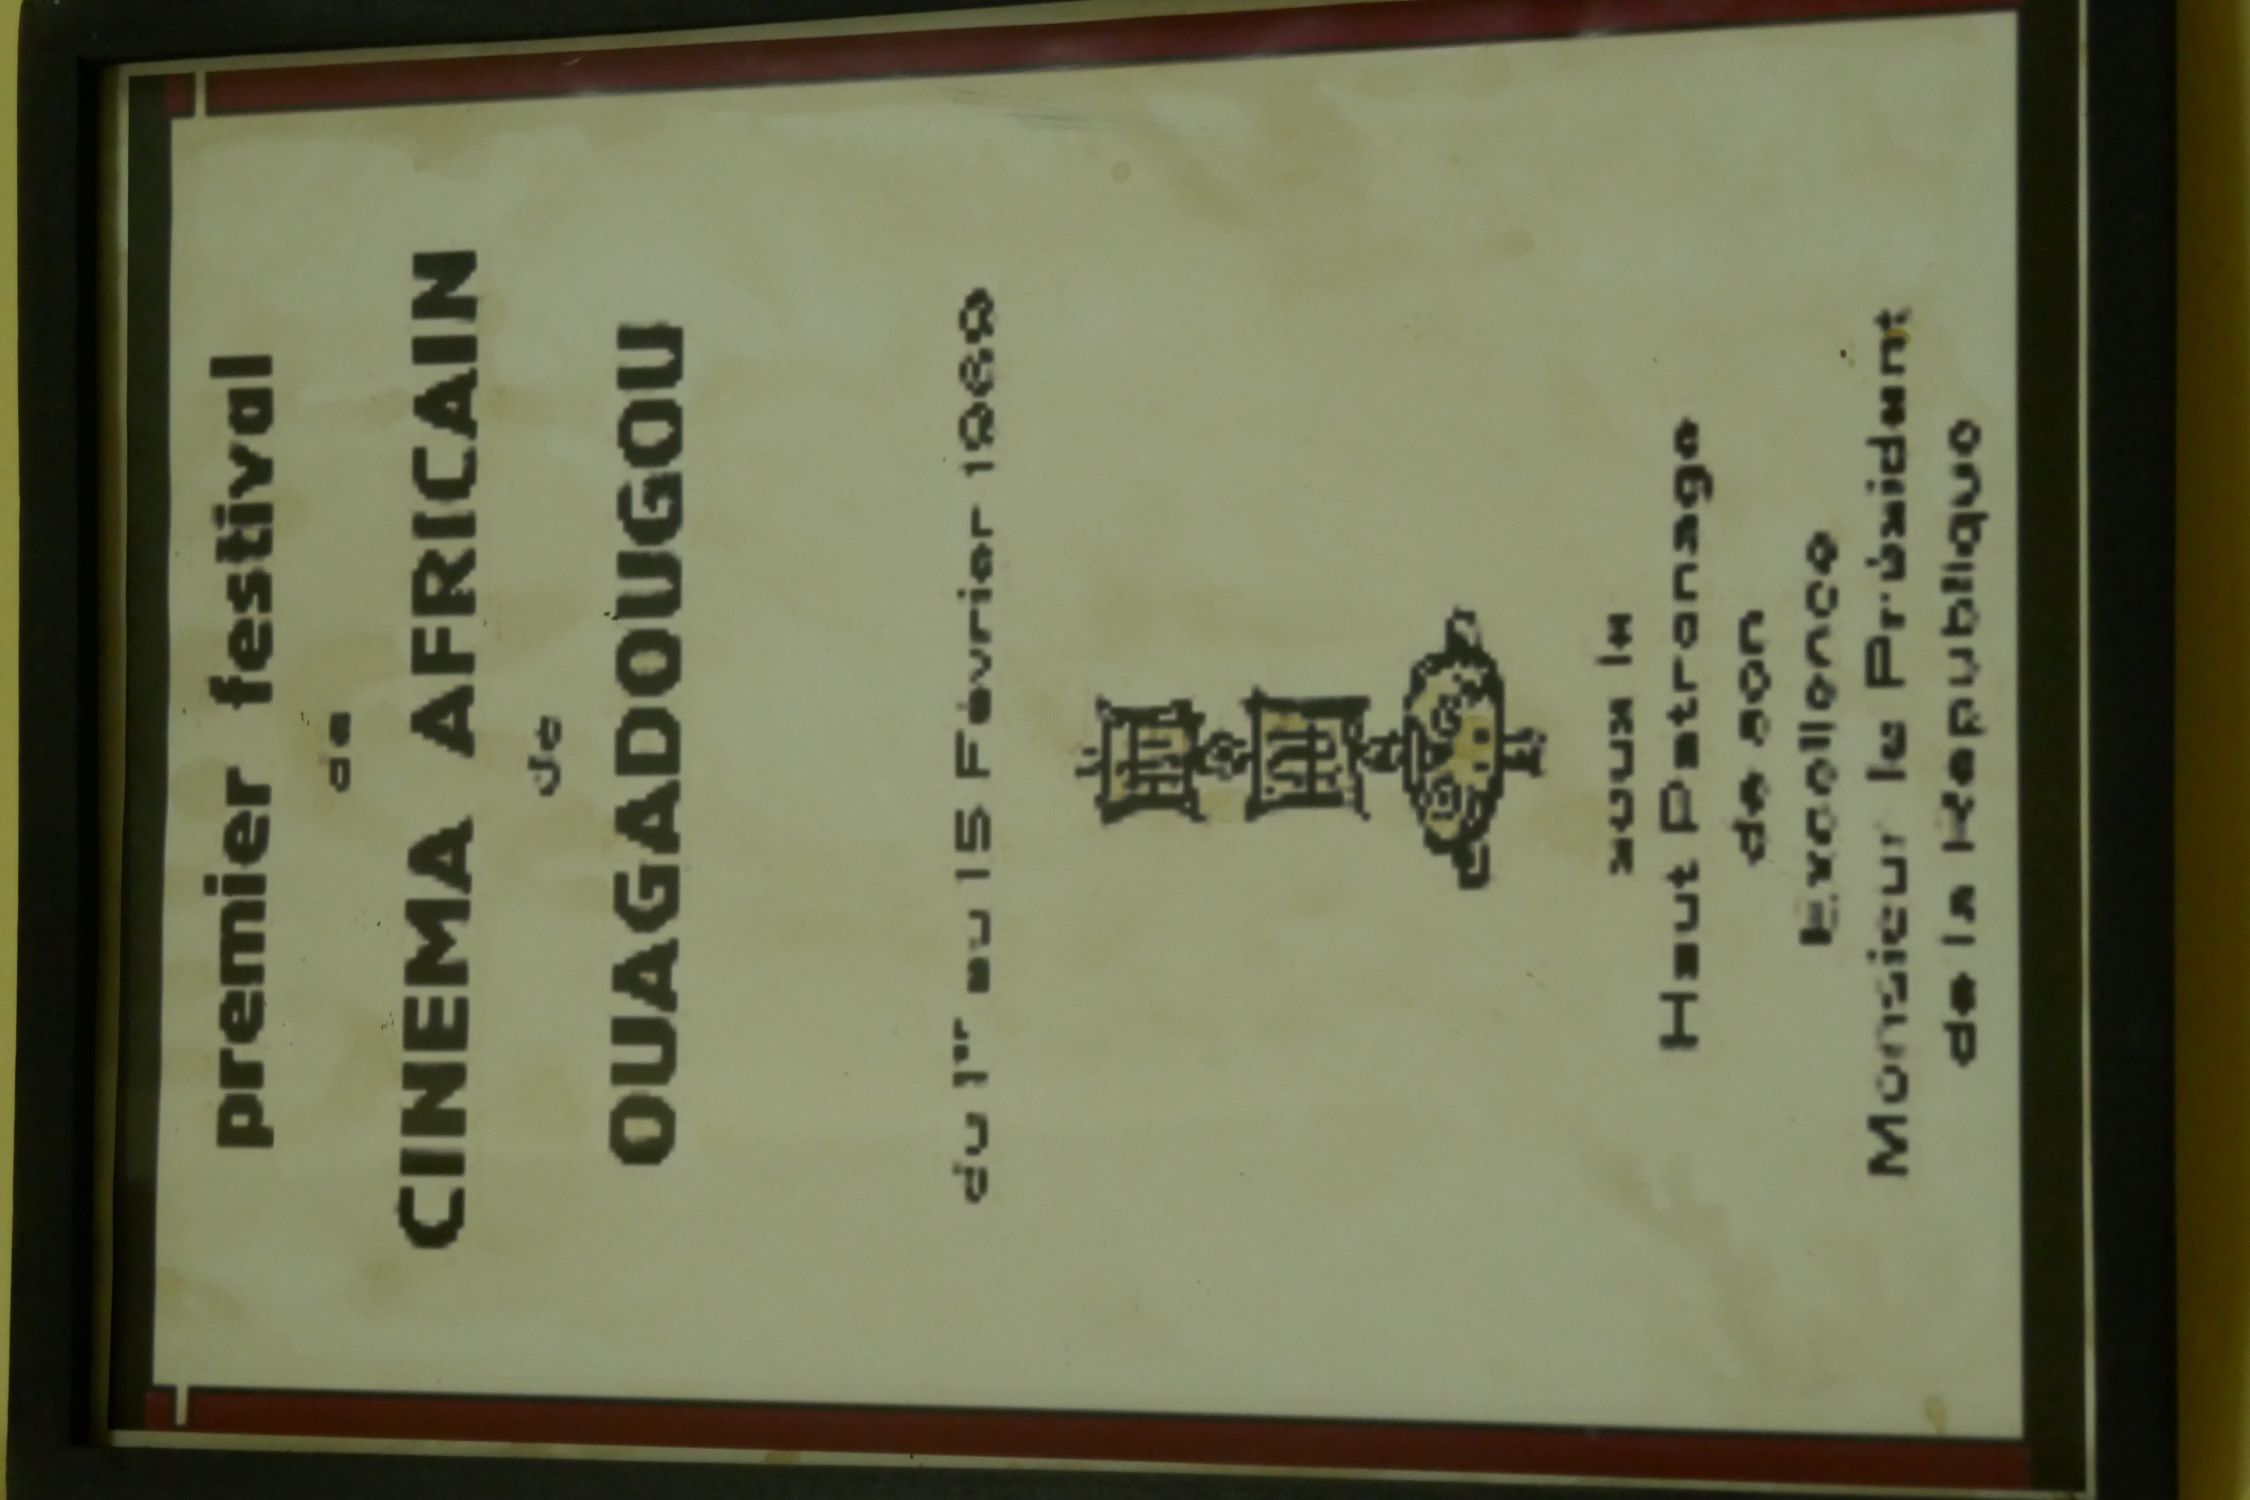 premier festival
de
CINEMA AFRICAIN
de
OUAGADOUGOU
du 1er au 15 Février 1969
sous le
Haut Patronage
de son
Excellence
Monsieur le Président
de la République